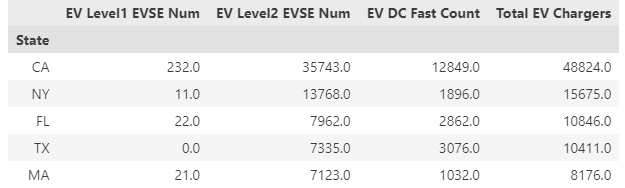 EV Level1 EVSE Num EV Level2 EVSE Num EV DC Fast Count Total EV Chargers
State
CA 232.0 35743.0 12849.0 48824.0
NY 11.0 13768.0 1896.0 15675.0
FL 22.0 7962.0 2862.0 10846.0
TX 0.0 7335.0 3076.0 10411.0
MA 21.0 7123.0 1032.0 8176.0